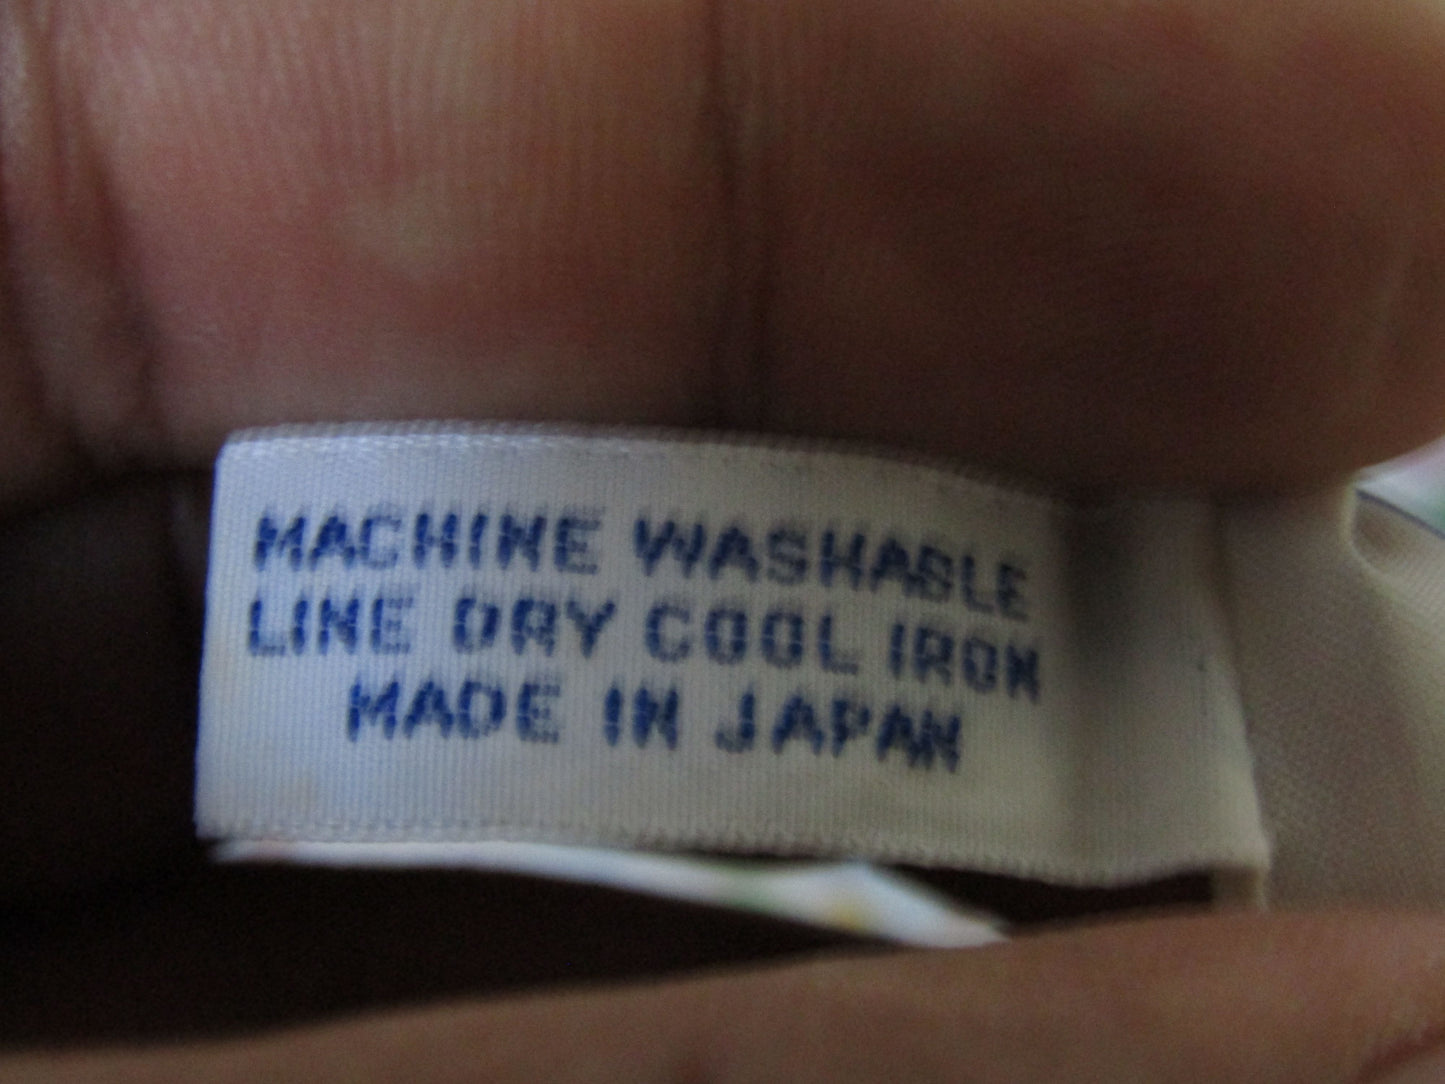 MACHINE WASHABLE
LINE DRY COOL IRON
MADE IN JAPAN